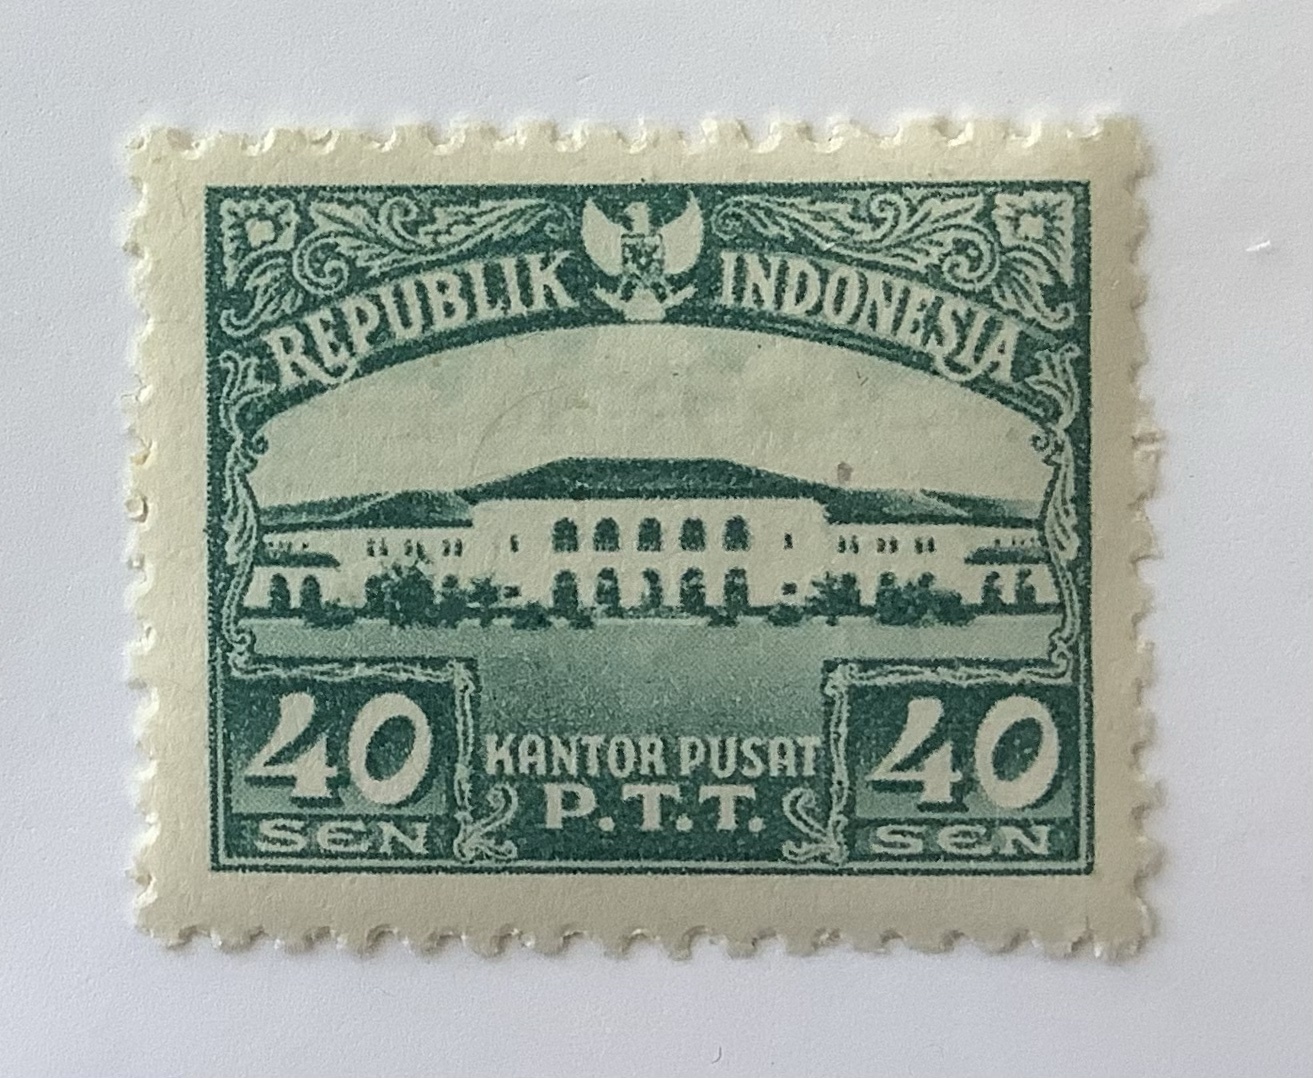 REPUBLIK INDONESIA
40 40
SEN SEN
KANTOR PUSAT
P.T.T.